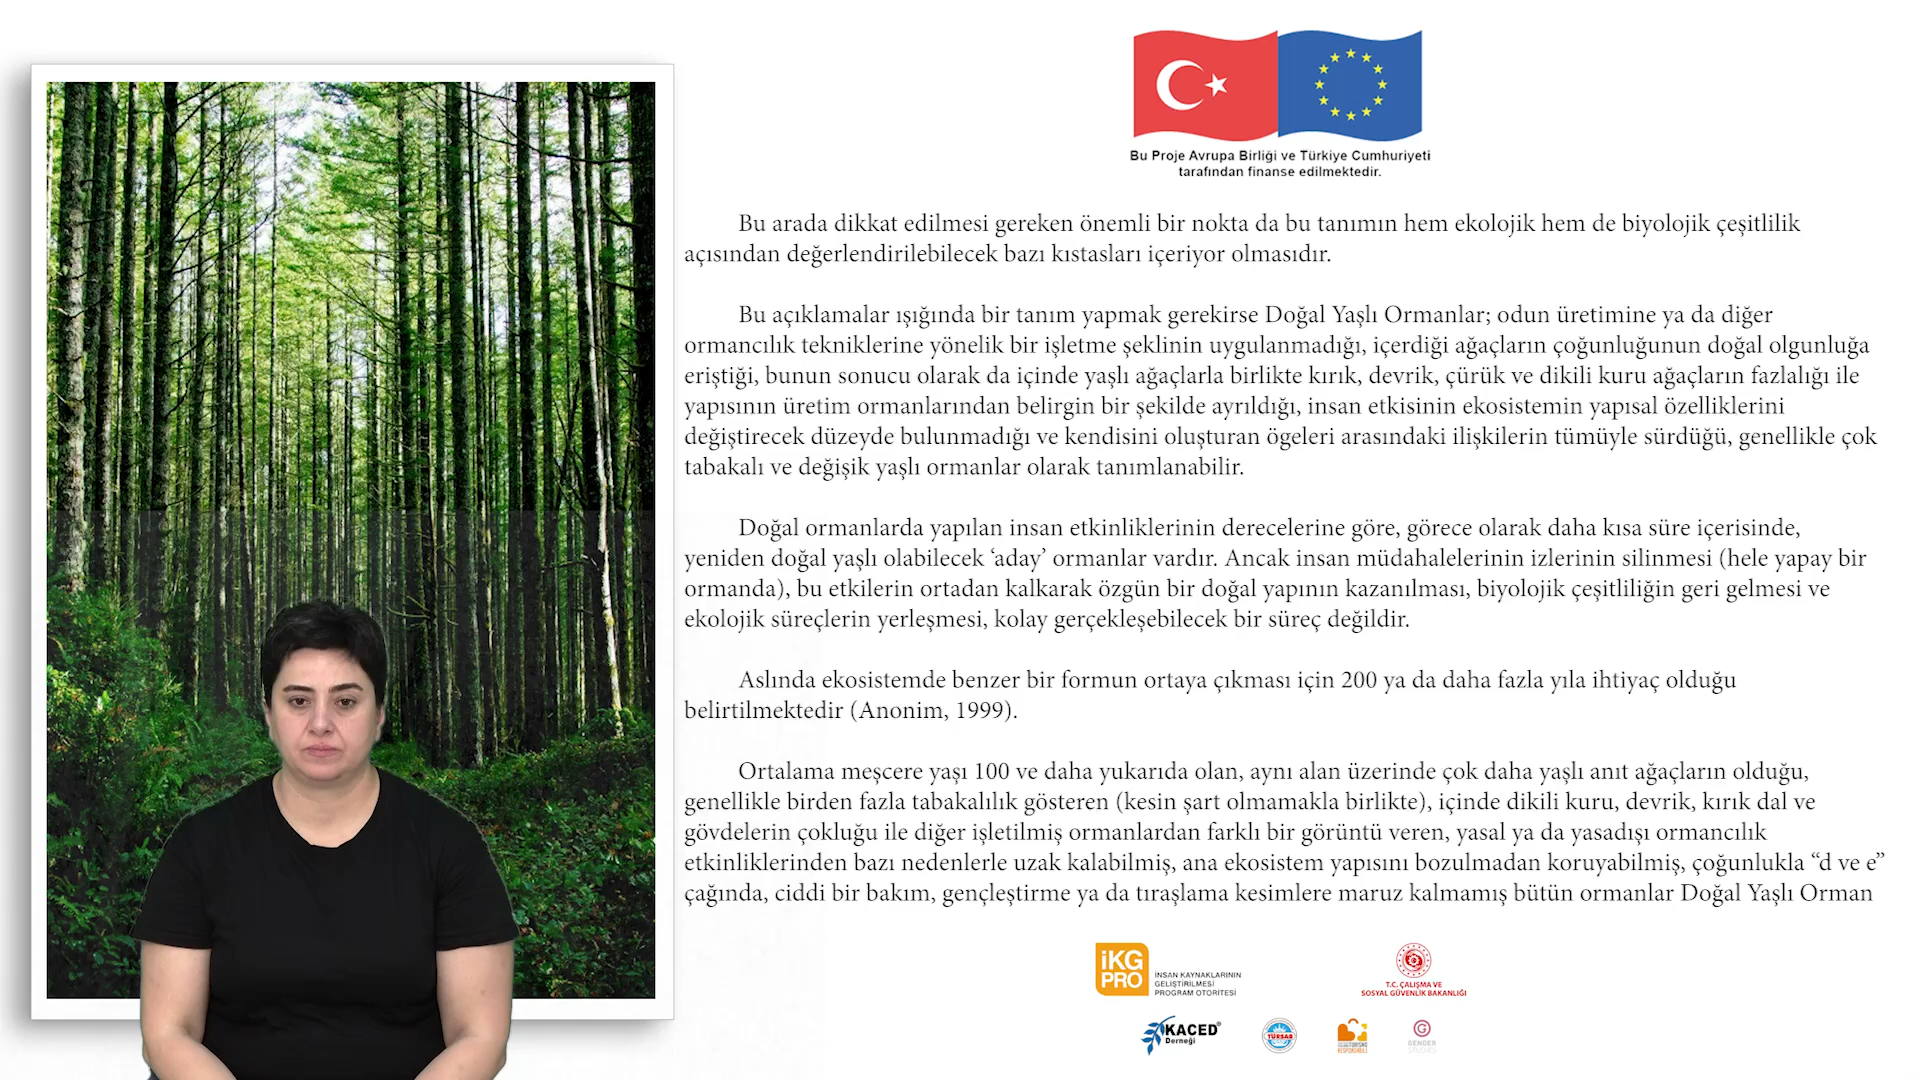 Bu Proje Avrupa Birliği ve Türkiye Cumhuriyeti
tarafından finanse edilmektedir.
Bu arada dikkat edilmesi gereken önemli bir nokta da bu tanımın hem ekolojik hem de biyolojik çeşitlilik
açısından değerlendirilebilecek bazı kıstasları içeriyor olmasıdır.
Bu açıklamalar ışığında bir tanım yapmak gerekirse Doğal Yaşlı Ormanlar; odun üretimine ya da diğer
ormancılık tekniklerine yönelik bir işletme şeklinin uygulanmadığı, içerdiği ağaçların çoğunluğunun doğal olgunluğa
eriştiği, bunun sonucu olarak da içinde yaşlı ağaçlarla birlikte kırık, devrik, çürük ve dikili kuru ağaçların fazlalığı ile
yapısının üretim ormanlarından belirgin bir şekilde ayrıldığı, insan etkisinin ekosistemin yapısal özelliklerini
değiştirecek düzeyde bulunmadığı ve kendisini oluşturan ögeleri arasındaki ilişkilerin tümüyle sürdüğü, genellikle çok
tabakalı ve değişik yaşlı ormanlar olarak tanımlanabilir.
Doğal ormanlarda yapılan insan etkinliklerinin derecelerine göre, görece olarak daha kısa süre içerisinde,
yeniden doğal yaşlı olabilecek ‘aday’ ormanlar vardır. Ancak insan müdahalelerinin izlerinin silinmesi (hele yapay bir
ormanda), bu etkilerin ortadan kalkarak özgün bir doğal yapının kazanılması, biyolojik çeşitliliğin geri gelmesi ve
ekolojik süreçlerin yerleşmesi, kolay gerçekleşebilecek bir süreç değildir.
Aslında ekosistemde benzer bir formun ortaya çıkması için 200 ya da daha fazla yıla ihtiyaç olduğu
belirtilmektedir (Anonim, 1999).
Ortalama meşcere yaşı 100 ve daha yukarıda olan, aynı alan üzerinde çok daha yaşlı anıt ağaçların olduğu,
genellikle birden fazla tabakalılık gösteren (kesin şart olmamakla birlikte), içinde dikili kuru, devrik, kırık dal ve
gövdelerin çokluğu ile diğer işletilmiş ormanlardan farklı bir görüntü veren, yasal ya da yasadışı ormancılık
etkinliklerinden bazı nedenlerle uzak kalabilmiş, ana ekosistem yapısını bozulmadan koruyabilmiş, çoğunlukla “d ve e”
çağında, ciddi bir bakım, gençleştirme ya da tıraşlama kesimlere maruz kalmamış bütün ormanlar Doğal Yaşlı Orman
iKG
PRO
İNSAN KAYNAKLARININ
GELİŞTİRİLMESİ
PROGRAM OTORİTESİ
T.C. ÇALIŞMA VE
SOSYAL GÜVENLİK BAKANLIĞI
KACED
Derneği
TÜRSAB
G
GENDER
STUDIES